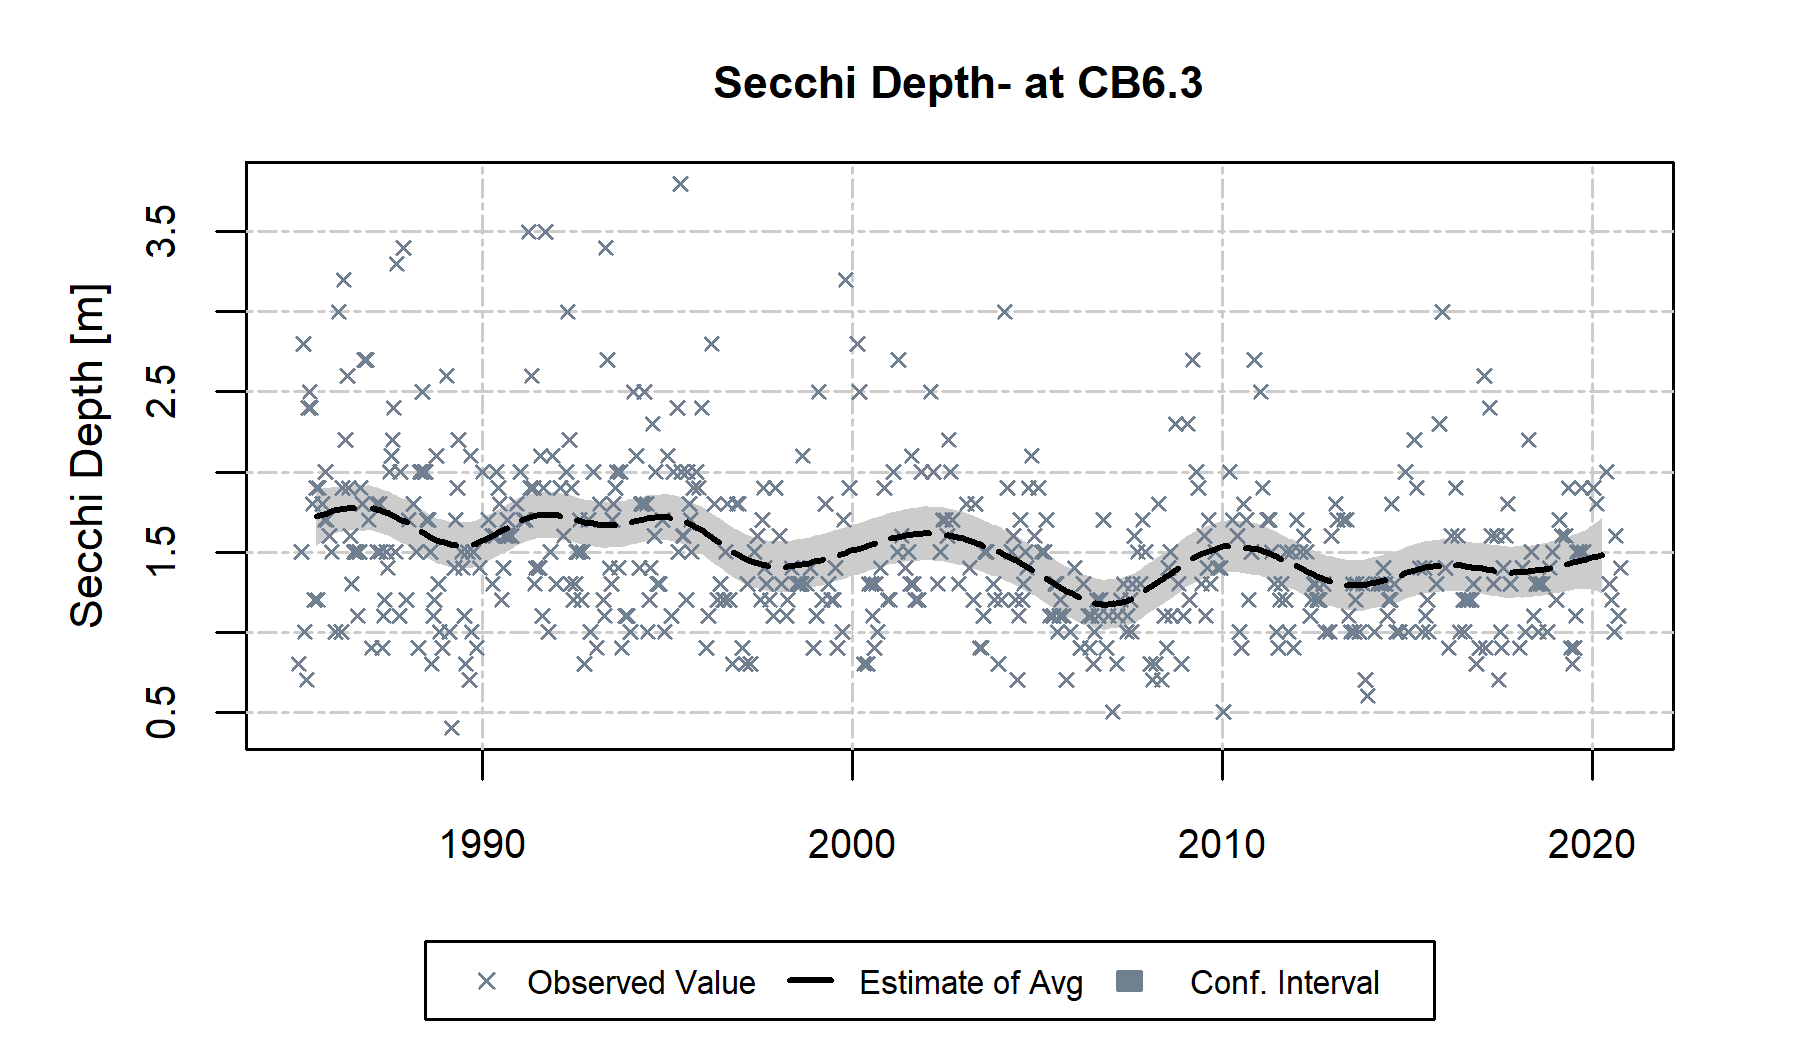 Secchi Depth- at CB6.3
Secchi Depth [m]
3.5
2.5
1.5
0.5
1990 2000 2010 2020
Observed Value Estimate of Avg Conf. Interval